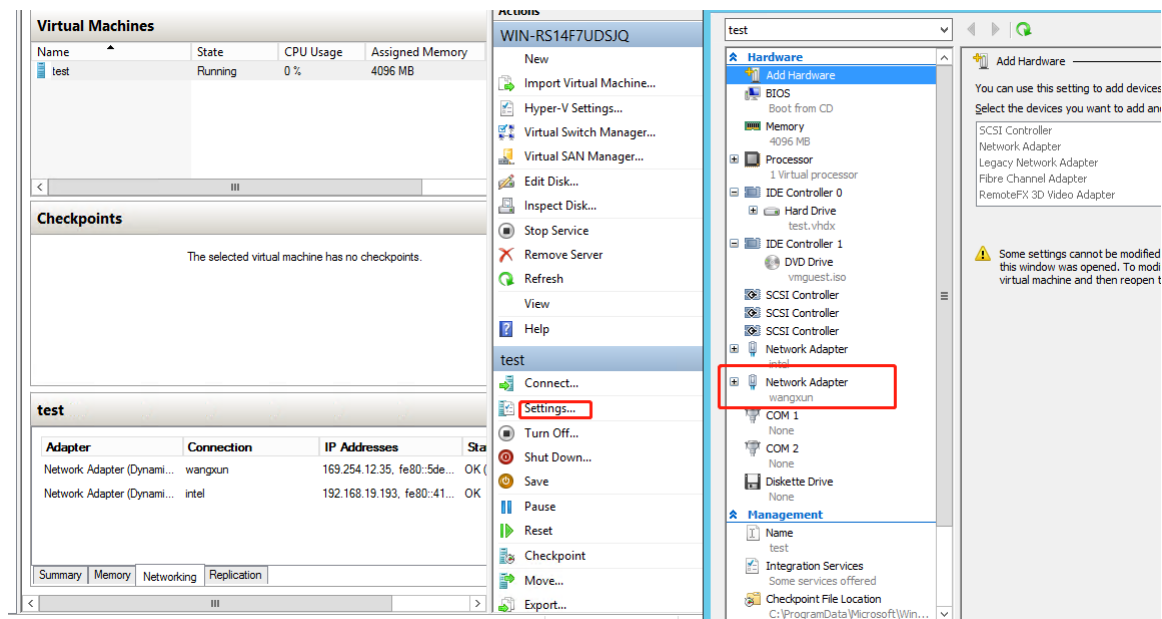 Virtual Machines
Name State CPU Usage Assigned Memory
test Running 0 % 4096 MB
Checkpoints
The selected virtual machine has no checkpoints.
test
Adapter Connection IP Addresses Sta
Network Adapter (Dynami... wangxun 169.254.12.35, fe80::5de... OK (
Network Adapter (Dynami... intel 192.168.19.193, fe80::41... OK
Summary Memory Networking Replication
Actions
WIN-RS14F7UDSJQ
New
Import Virtual Machine...
Hyper-V Settings...
Virtual Switch Manager...
Virtual SAN Manager...
Edit Disk...
Inspect Disk...
Stop Service
Remove Server
Refresh
View
Help
test
Connect...
Settings...
Turn Off...
Shut Down...
Save
Pause
Reset
Checkpoint
Move...
Export...
test
Hardware
Add Hardware
BIOS
Boot from CD
Memory
4096 MB
Processor
1 Virtual processor
IDE Controller 0
Hard Drive
test.vhdx
IDE Controller 1
DVD Drive
vmguest.iso
SCSI Controller
SCSI Controller
SCSI Controller
Network Adapter
intel
Network Adapter
wangxun
COM 1
None
COM 2
None
Diskette Drive
None
Management
Name
test
Integration Services
Some services offered
Checkpoint File Location
C:\ProgramData\Microsoft\Win...
Add Hardware
You can use this setting to add devices
Select the devices you want to add an
SCSI Controller
Network Adapter
Legacy Network Adapter
Fibre Channel Adapter
RemoteFX 3D Video Adapter
Some settings cannot be modified
this window was opened. To modi
virtual machine and then reopen t